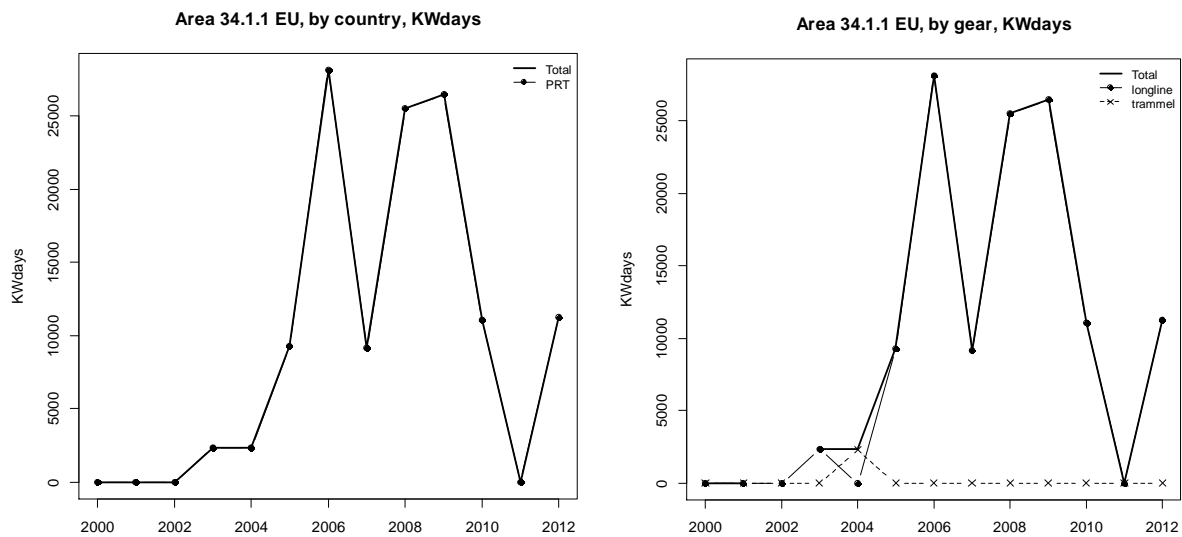 Area 34.1.1 EU, by country, KWdays
Total
PRT
KWdays
25000
20000
15000
10000
5000
0
2000 2002 2004 2006 2008 2010 2012
Area 34.1.1 EU, by gear, KWdays
Total
longline
trammel
KWdays
25000
20000
15000
10000
5000
0
2000 2002 2004 2006 2008 2010 2012